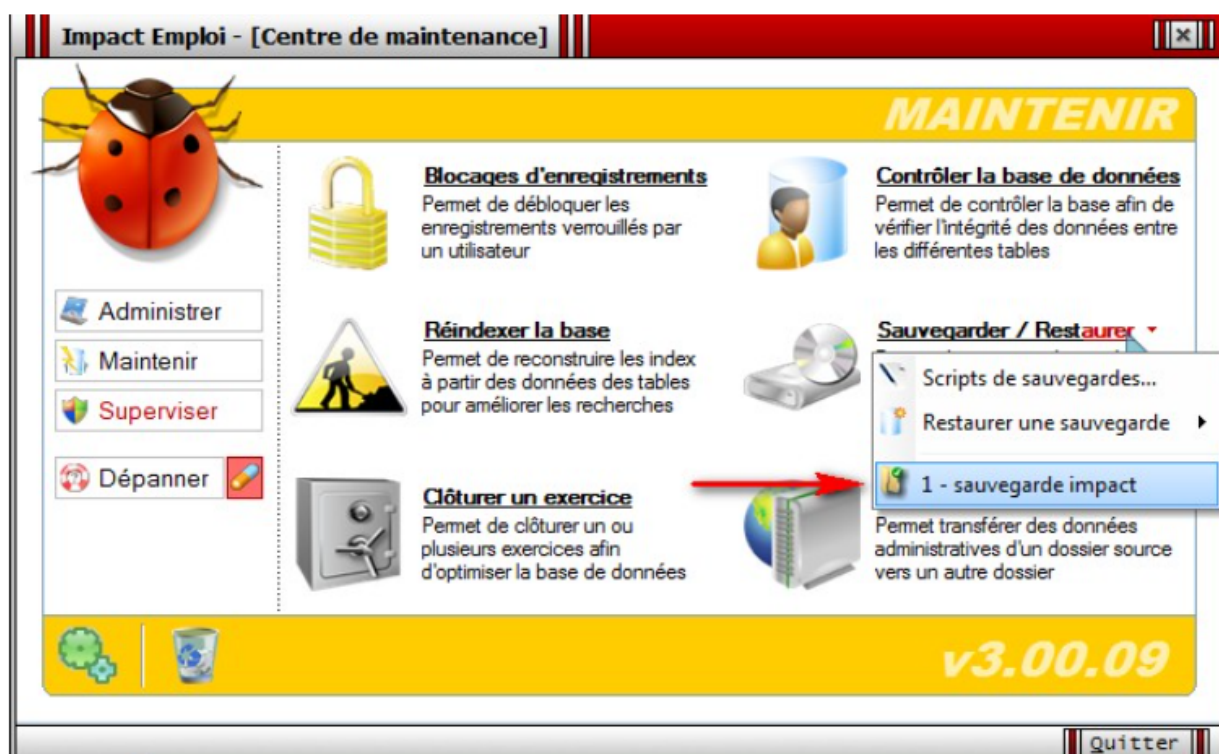 Impact Emploi - [Centre de maintenance]
MAINTENIR
Blocages d'enregistrements
Permet de débloquer les
enregistrements verrouillés par
un utilisateur
Contrôler la base de données
Permet de contrôler la base afin de
vérifier l'intégrité des données entre
les différentes tables
Administrer
Maintenir
Superviser
Dépanner
Réindexer la base
Permet de reconstruire les index
à partir des données des tables
pour améliorer les recherches
Sauvegarder / Restaurer
Scripts de sauvegardes...
Restaurer une sauvegarde
1 - sauvegarde impact
Clôturer un exercice
Permet de clôturer un ou
plusieurs exercices afin
d'optimiser la base de données
Permet transférer des données
administratives d'un dossier source
vers un autre dossier
v3.00.09
Quitter